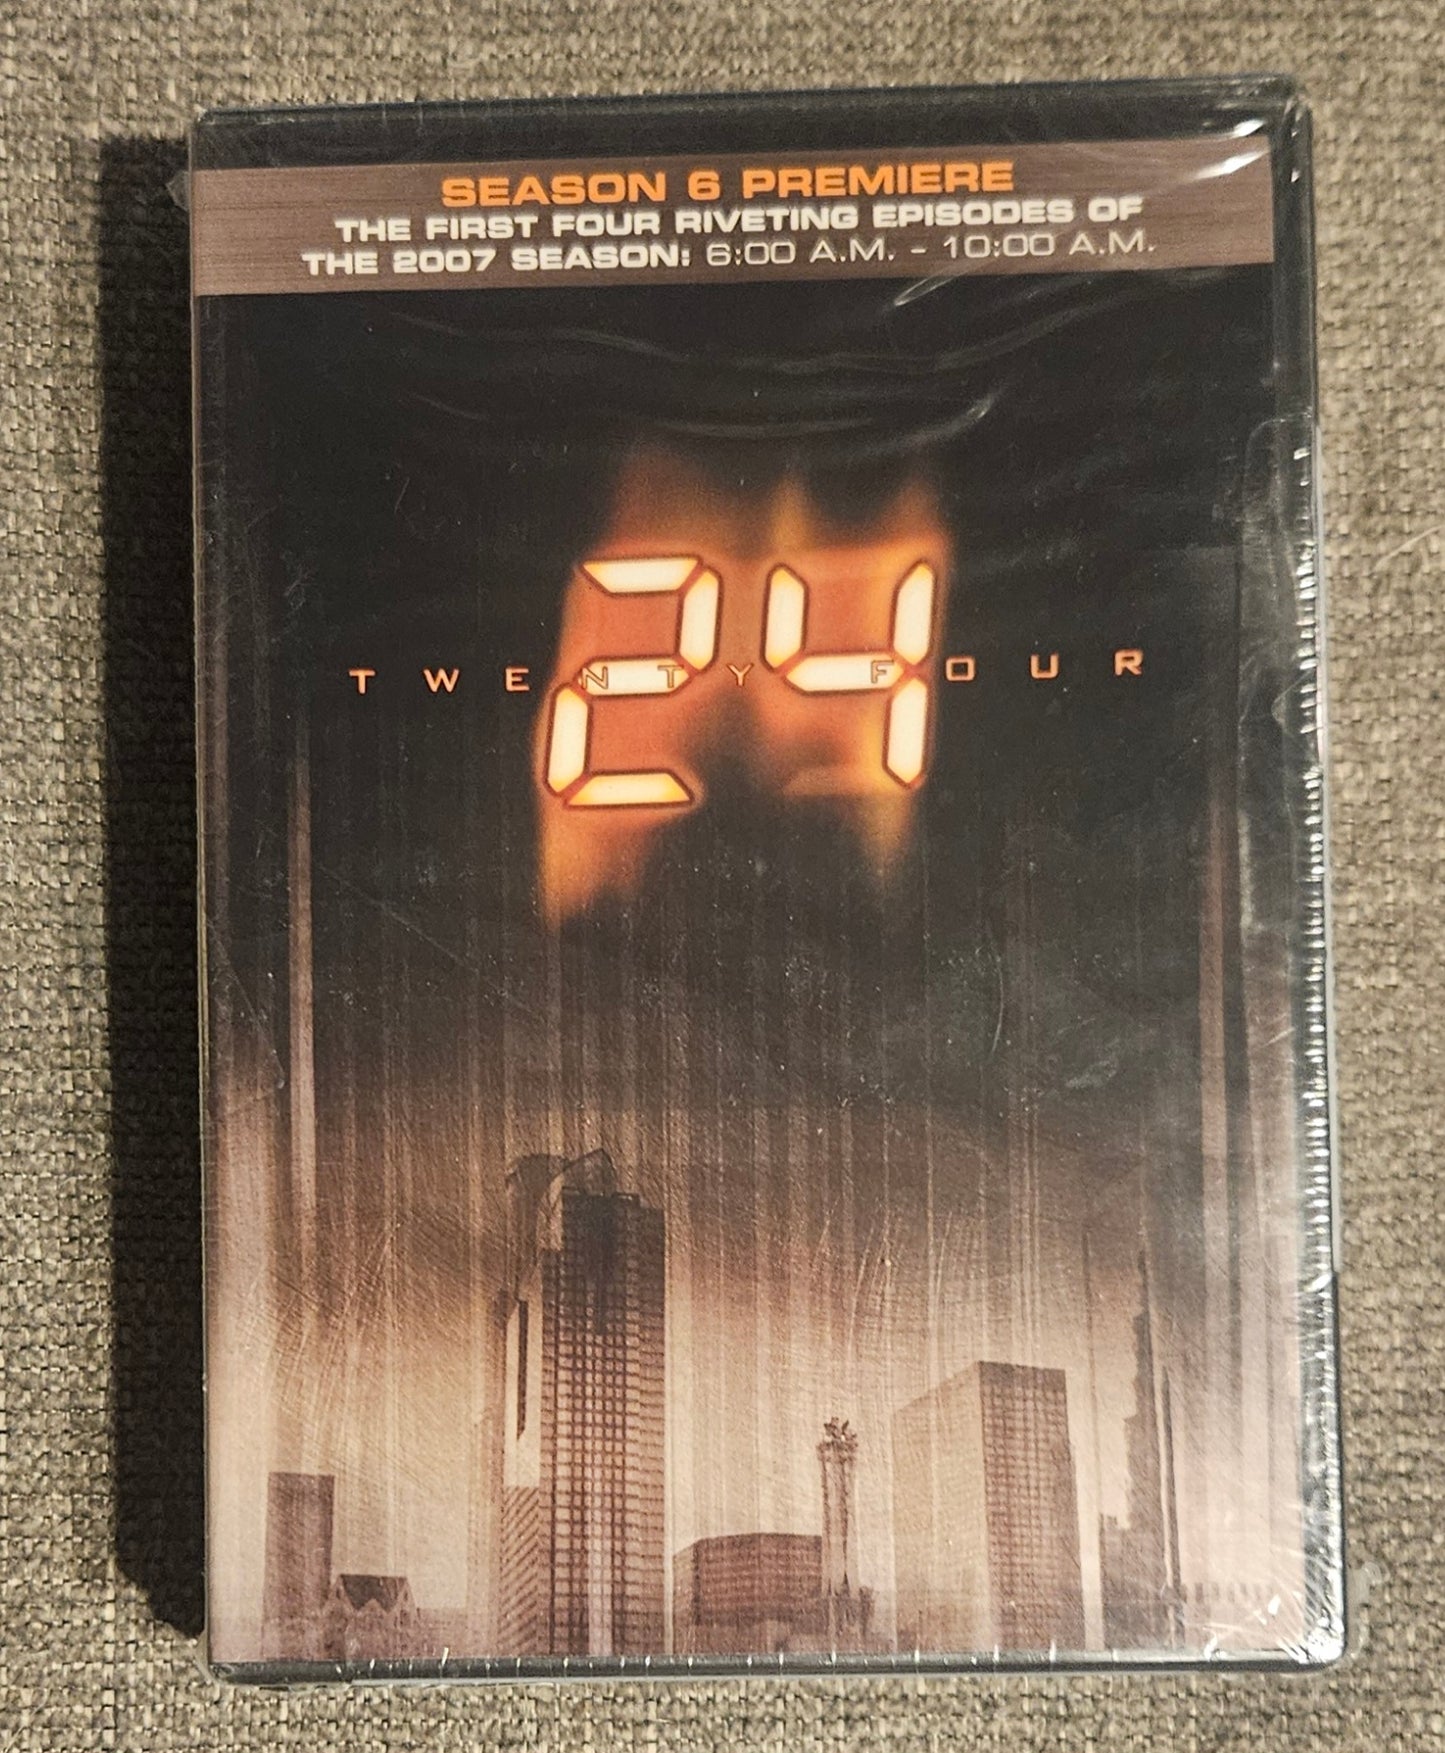 SEASON 6 PREMIERE
THE FIRST FOUR RIVETING EPISODES OF
THE 2007 SEASON: 6:00 A.M. - 10:00 A.M.
24
TWENTY FOUR